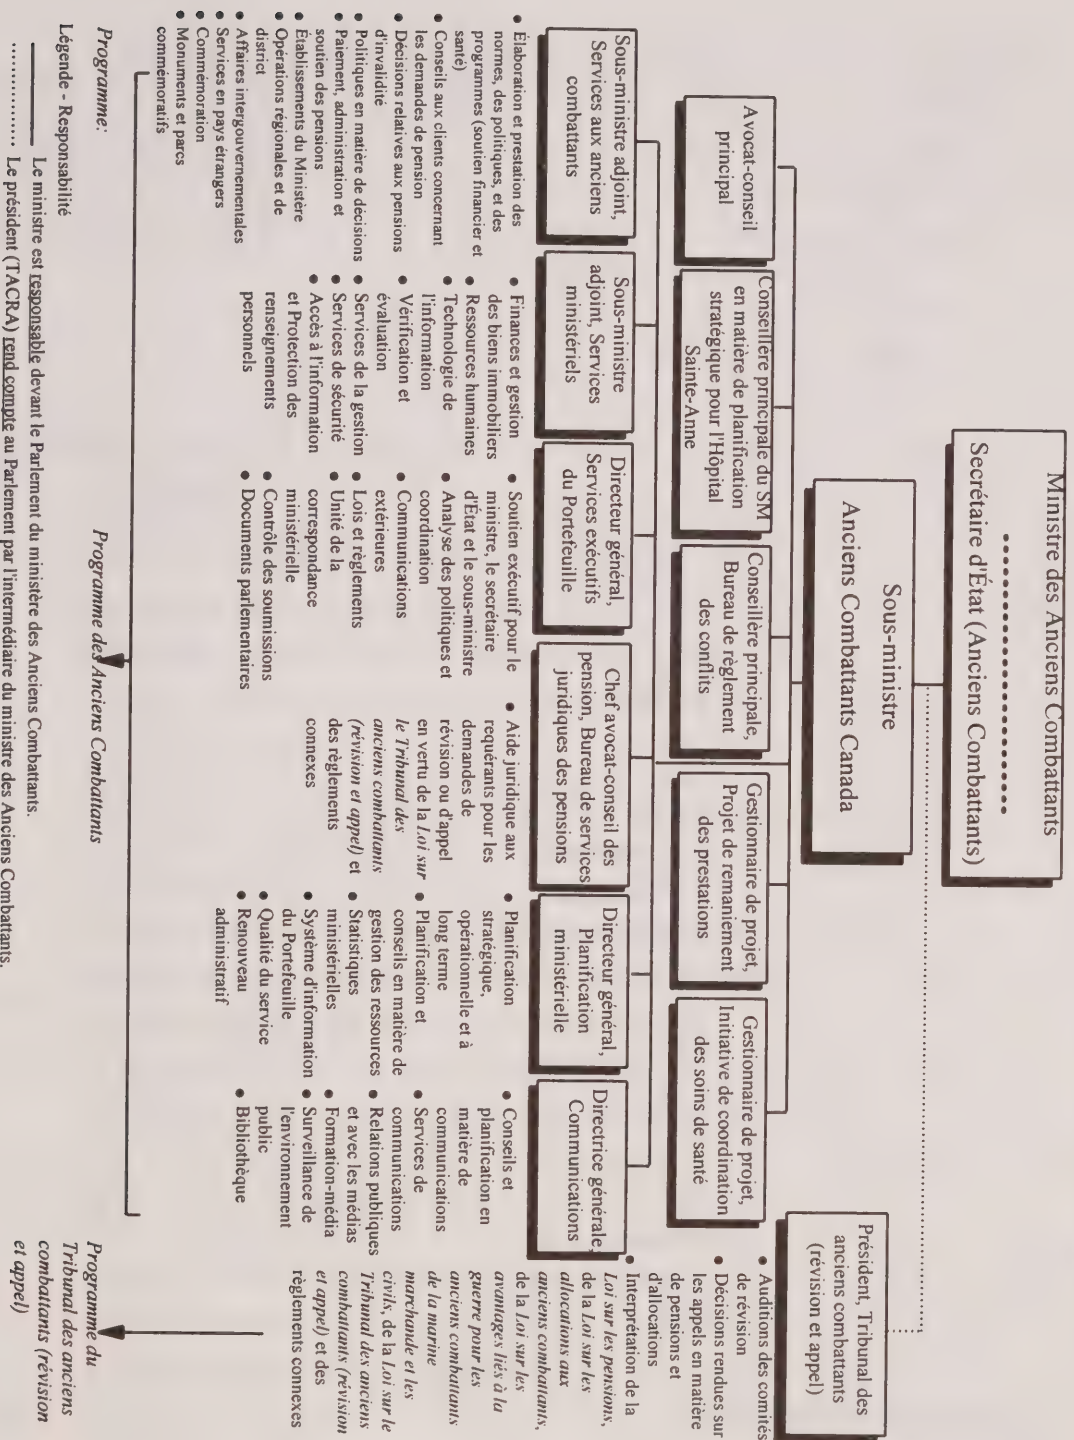 Ministre des Anciens Combattants
Secrétaire d'État (Anciens Combattants)
Sous-ministre
Anciens Combattants Canada
Président, Tribunal des
anciens combattants
(révision et appel)
Avocat-conseil
principal
Conseillère principale du SM
en matière de planification
stratégique pour l'Hôpital
Sainte-Anne
Conseillère principale,
Bureau de règlement
des conflits
Gestionnaire de projet,
Projet de remaniement
des prestations
Gestionnaire de projet,
Initiative de coordination
des soins de santé
Sous-ministre adjoint,
Services aux anciens
combattants
Sous-ministre
adjoint, Services
ministériels
Directeur général,
Services exécutifs
du Portefeuille
Chef avocat-conseil des
pension, Bureau de services
juridiques des pensions
Directeur général,
Planification
ministérielle
Directrice générale,
Communications
• Élaboration et prestation des
normes, des politiques, et des
programmes (soutien financier et
santé)
• Conseils aux clients concernant
les demandes de pension
• Décisions relatives aux pensions
d'invalidité
• Politiques en matière de décisions
• Paiement, administration et
soutien des pensions
• Établissements du Ministère
• Opérations régionales et de
district
• Affaires intergouvernementales
• Services en pays étrangers
• Commémoration
• Monuments et parcs
commémoratifs
• Finances et gestion
des biens immobiliers
• Ressources humaines
• Technologie de
l'information
• Vérification et
évaluation
• Services de la gestion
• Services de sécurité
• Accès à l'information
et Protection des
renseignements
personnels
• Soutien exécutif pour le
ministre, le secrétaire
d'État et le sous-ministre
• Analyse des politiques et
coordination
• Communications
extérieures
• Lois et règlements
• Unité de la
correspondance
ministérielle
• Contrôle des soumissions
• Documents parlementaires
• Aide juridique aux
requérants pour les
demandes de
révision ou d'appel
en vertu de la Loi sur
le Tribunal des
anciens combattants
(révision et appel) et
des règlements
connexes
• Planification
stratégique,
opérationnelle et à
long terme
• Planification et
conseils en matière de
gestion des ressources
• Statistiques
ministérielles
• Système d'information
du Portefeuille
• Qualité du service
• Renouveau
administratif
• Conseils et
planification en
matière de
communications
• Services de
communications
• Relations publiques
et avec les médias
• Formation-média
• Surveillance de
l'environnement
public
• Bibliothèque
• Auditions des comités
de révision
• Décisions rendues sur
les appels en matière
de pensions et
d'allocations
• Interprétation de la
Loi sur les pensions,
de la Loi sur les
allocations aux
anciens combattants,
de la Loi sur les
avantages liés à la
guerre pour les
anciens combattants
de la marine
marchande et les
civils, de la Loi sur le
Tribunal des anciens
combattants (révision
et appel) et des
règlements connexes
Programme:
Programme des Anciens Combattants
Programme du
Tribunal des anciens
combattants (révision
et appel)
Légende - Responsabilité
Le ministre est responsable devant le Parlement du ministère des Anciens Combattants.
Le président (TACRA) rend compte au Parlement par l'intermédiaire du ministre des Anciens Combattants.